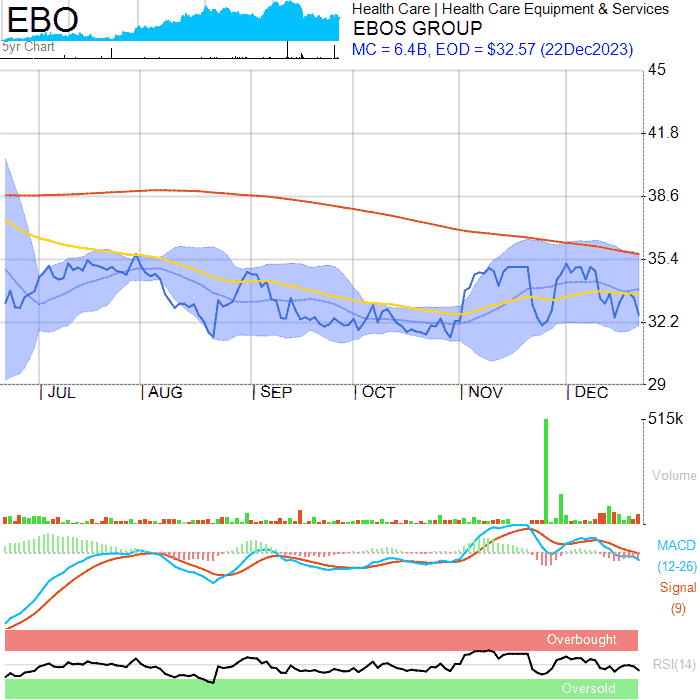 EBO
5yr Chart
Health Care | Health Care Equipment & Services
EBOS GROUP
MC = 6.4B, EOD = $32.57 (22Dec2023)
45
41.8
38.6
35.4
32.2
29
JUL
AUG
SEP
OCT
NOV
DEC
515k
Volume
MACD
(12-26)
Signal
(9)
Overbought
RSI(14)
Oversold